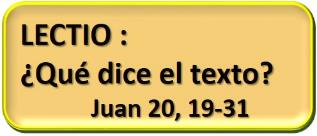 LECTIO :
¿Qué dice el texto?
Juan 20, 19-31